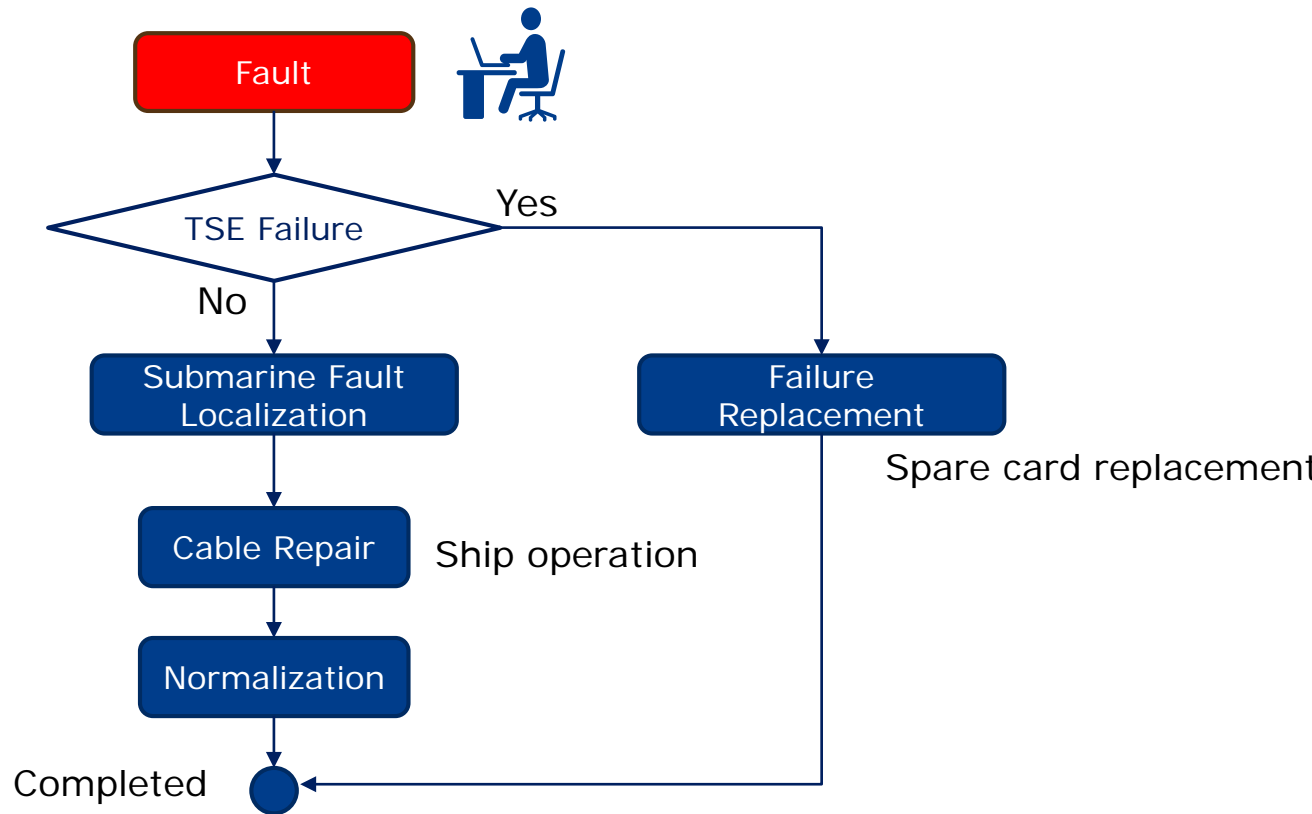 Fault
TSE Failure
Yes
No
Submarine Fault
Localization
Failure
Replacement
Spare card replacement
Cable Repair
Ship operation
Normalization
Completed